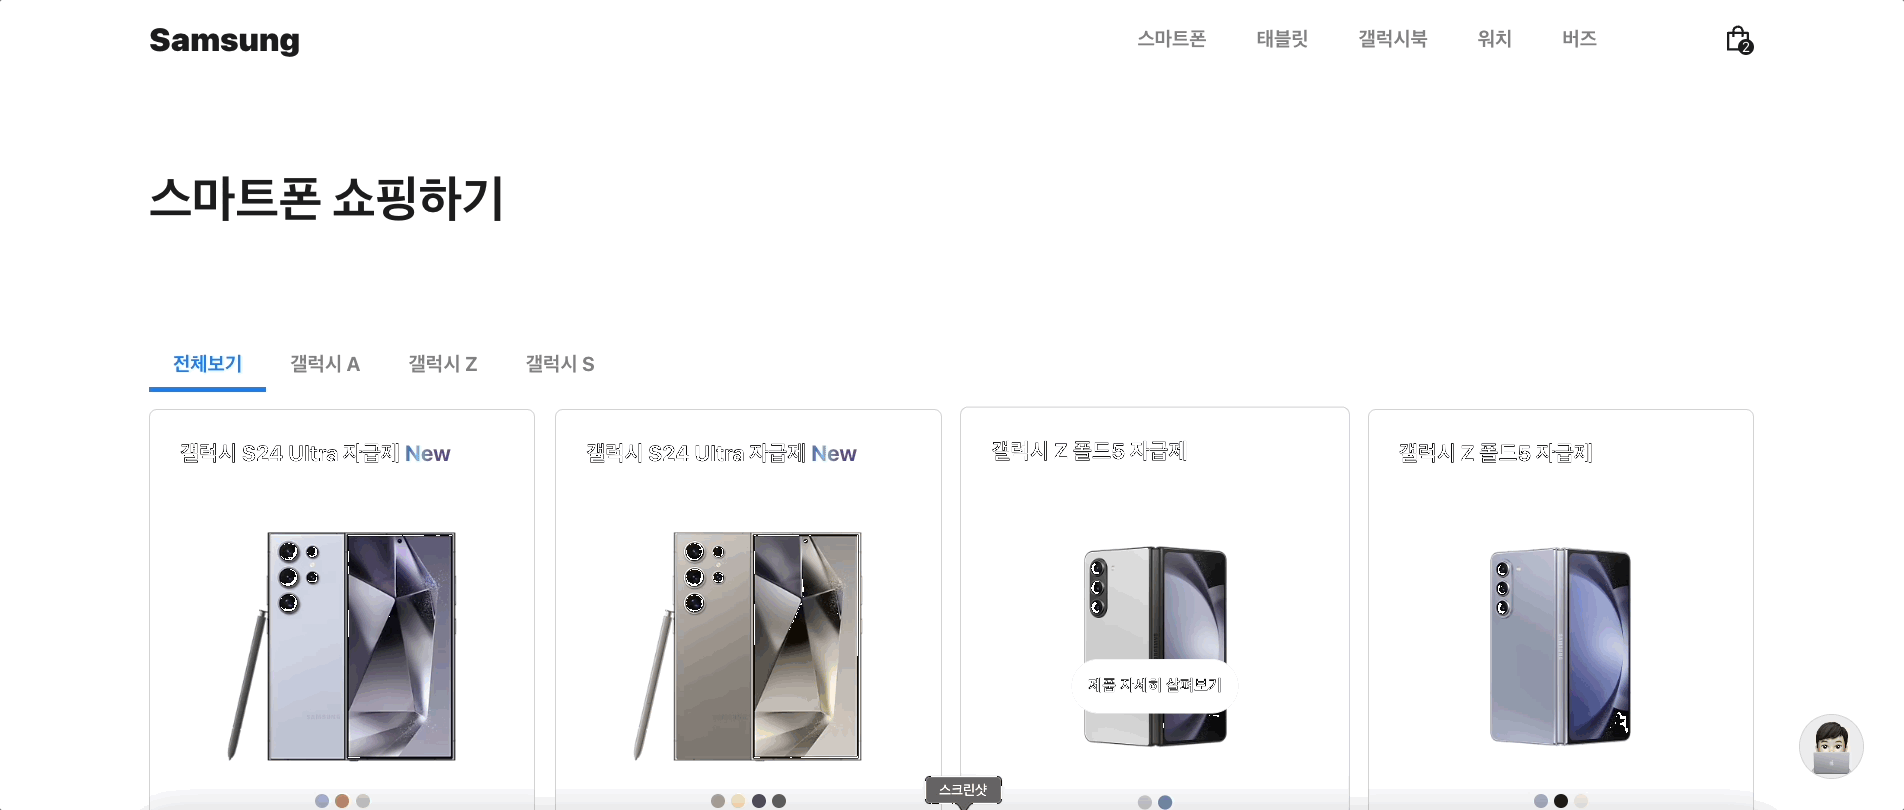 Samsung
스마트폰 태블릿 갤럭시북 워치 버즈
2
스마트폰 쇼핑하기
전체보기 갤럭시 A 갤럭시 Z 갤럭시 S
갤럭시 S24 Ultra 자급제 New
갤럭시 S24 Ultra 자급제 New
갤럭시 Z 폴드5 자급제
갤럭시 Z 폴드5 자급제
SAMSUNG
제품 자세히 살펴보기
스크린샷